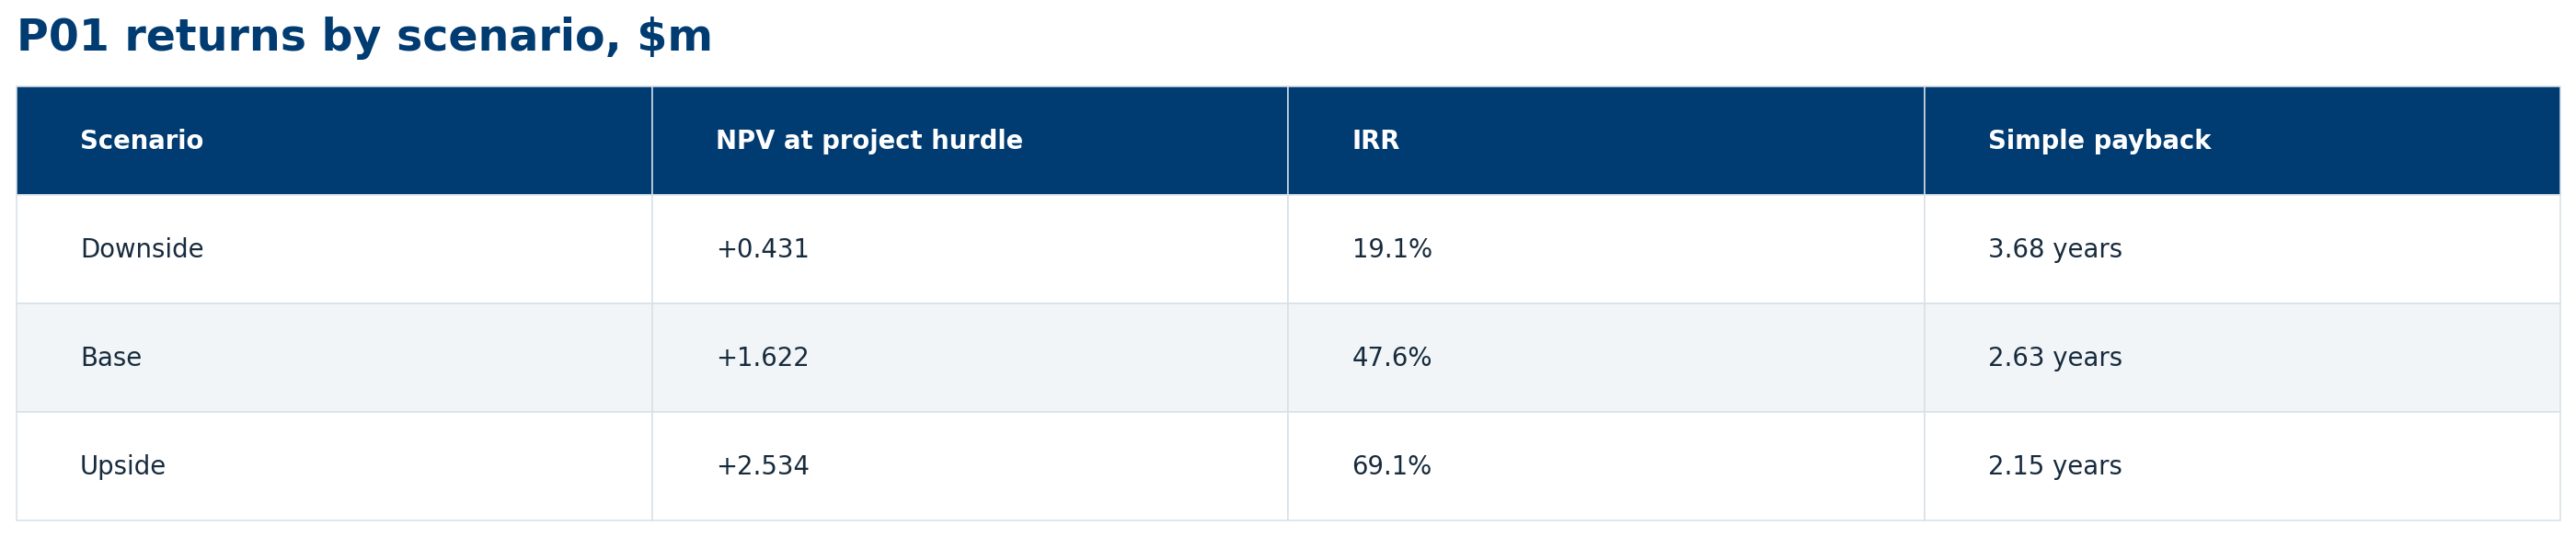 P01 returns by scenario, $m
Scenario NPV at project hurdle IRR Simple payback
Downside +0.431 19.1% 3.68 years
Base +1.622 47.6% 2.63 years
Upside +2.534 69.1% 2.15 years